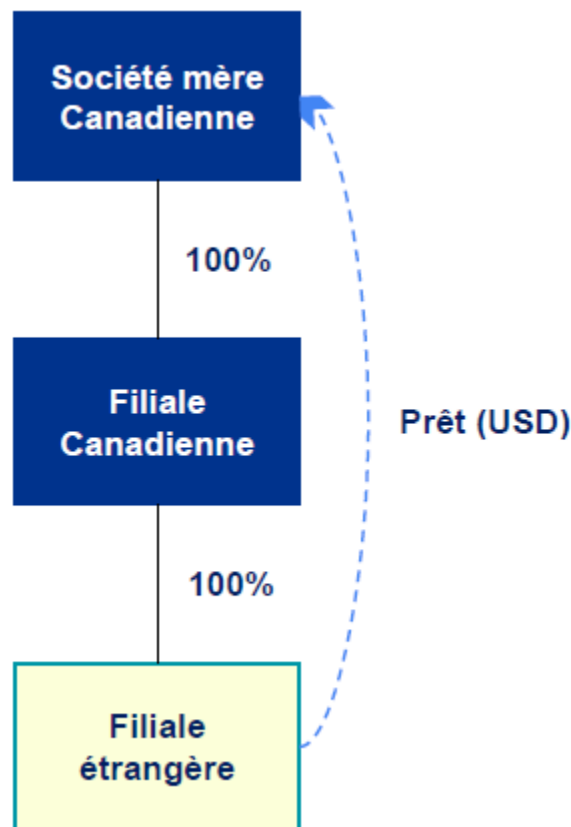 Société mère
Canadienne
100%
Filiale
Canadienne
Prêt (USD)
100%
Filiale
étrangère